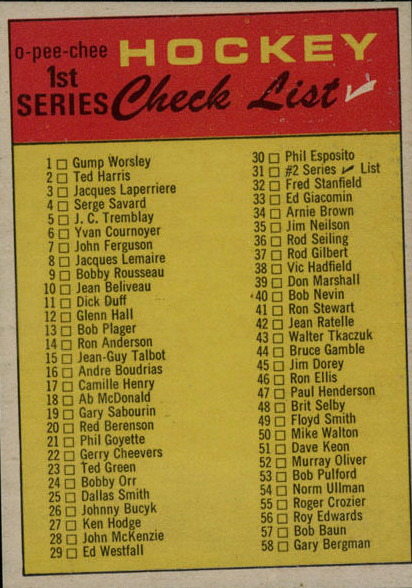 o-pee-chee HOCKEY
1st
SERIES Check List
1 Gump Worsley
2 Ted Harris
3 Jacques Laperriere
4 Serge Savard
5 J. C. Tremblay
6 Yvan Cournoyer
7 John Ferguson
8 Jacques Lemaire
9 Bobby Rousseau
10 Jean Beliveau
11 Dick Duff
12 Glenn Hall
13 Bob Plager
14 Ron Anderson
15 Jean-Guy Talbot
16 Andre Boudrias
17 Camille Henry
18 Ab McDonald
19 Gary Sabourin
20 Red Berenson
21 Phil Goyette
22 Gerry Cheevers
23 Ted Green
24 Bobby Orr
25 Dallas Smith
26 Johnny Bucyk
27 Ken Hodge
28 John McKenzie
29 Ed Westfall
30 Phil Esposito
31 #2 Series ✓ List
32 Fred Stanfield
33 Ed Giacomin
34 Arnie Brown
35 Jim Neilson
36 Rod Seiling
37 Rod Gilbert
38 Vic Hadfield
39 Don Marshall
40 Bob Nevin
41 Ron Stewart
42 Jean Ratelle
43 Walter Tkaczuk
44 Bruce Gamble
45 Jim Dorey
46 Ron Ellis
47 Paul Henderson
48 Brit Selby
49 Floyd Smith
50 Mike Walton
51 Dave Keon
52 Murray Oliver
53 Bob Pulford
54 Norm Ullman
55 Roger Crozier
56 Roy Edwards
57 Bob Baun
58 Gary Bergman